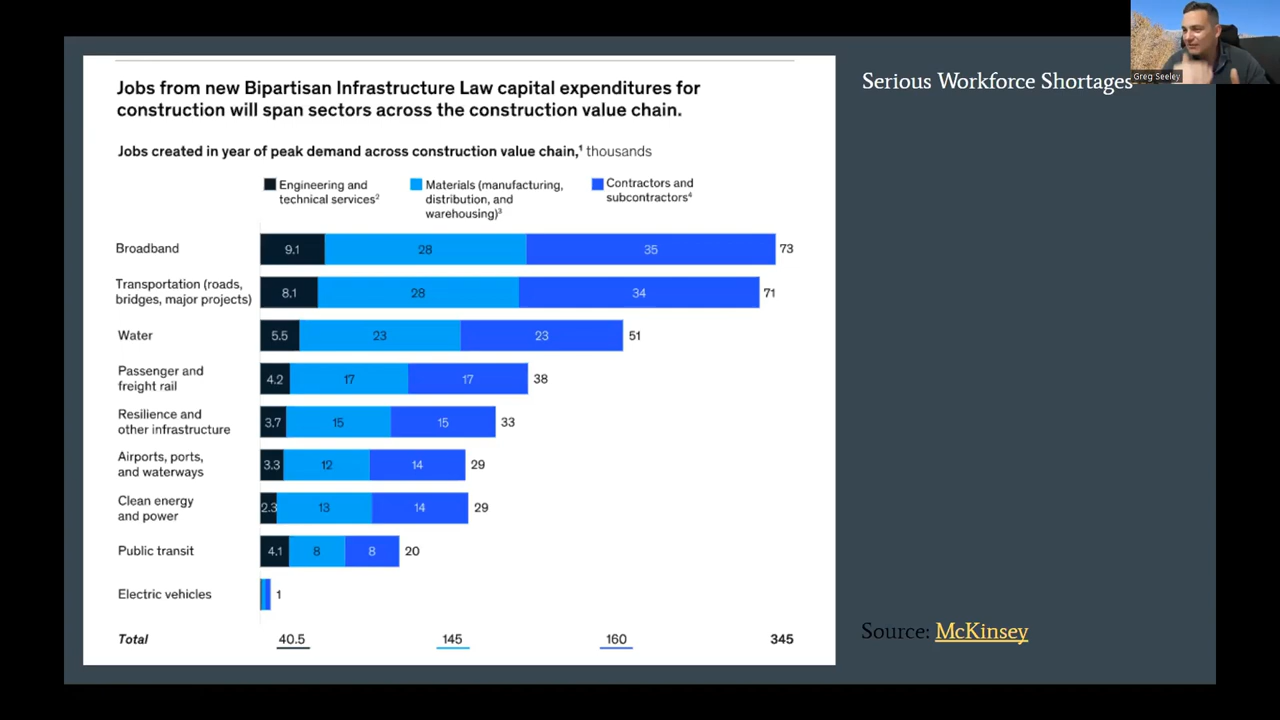 Jobs from new Bipartisan Infrastructure Law capital expenditures for
construction will span sectors across the construction value chain.
Jobs created in year of peak demand across construction value chain,¹ thousands
Engineering and
technical services²
Materials (manufacturing,
distribution, and
warehousing)³
Contractors and
subcontractors⁴
Broadband 9.1 28 35 73
Transportation (roads,
bridges, major projects) 8.1 28 34 71
Water 5.5 23 23 51
Passenger and
freight rail 4.2 17 17 38
Resilience and
other infrastructure 3.7 15 15 33
Airports, ports,
and waterways 3.3 12 14 29
Clean energy
and power 2.3 13 14 29
Public transit 4.1 8 8 20
Electric vehicles 1
Total 40.5 145 160 345
Serious Workforce Shortages
Greg Seeley
Source: McKinsey